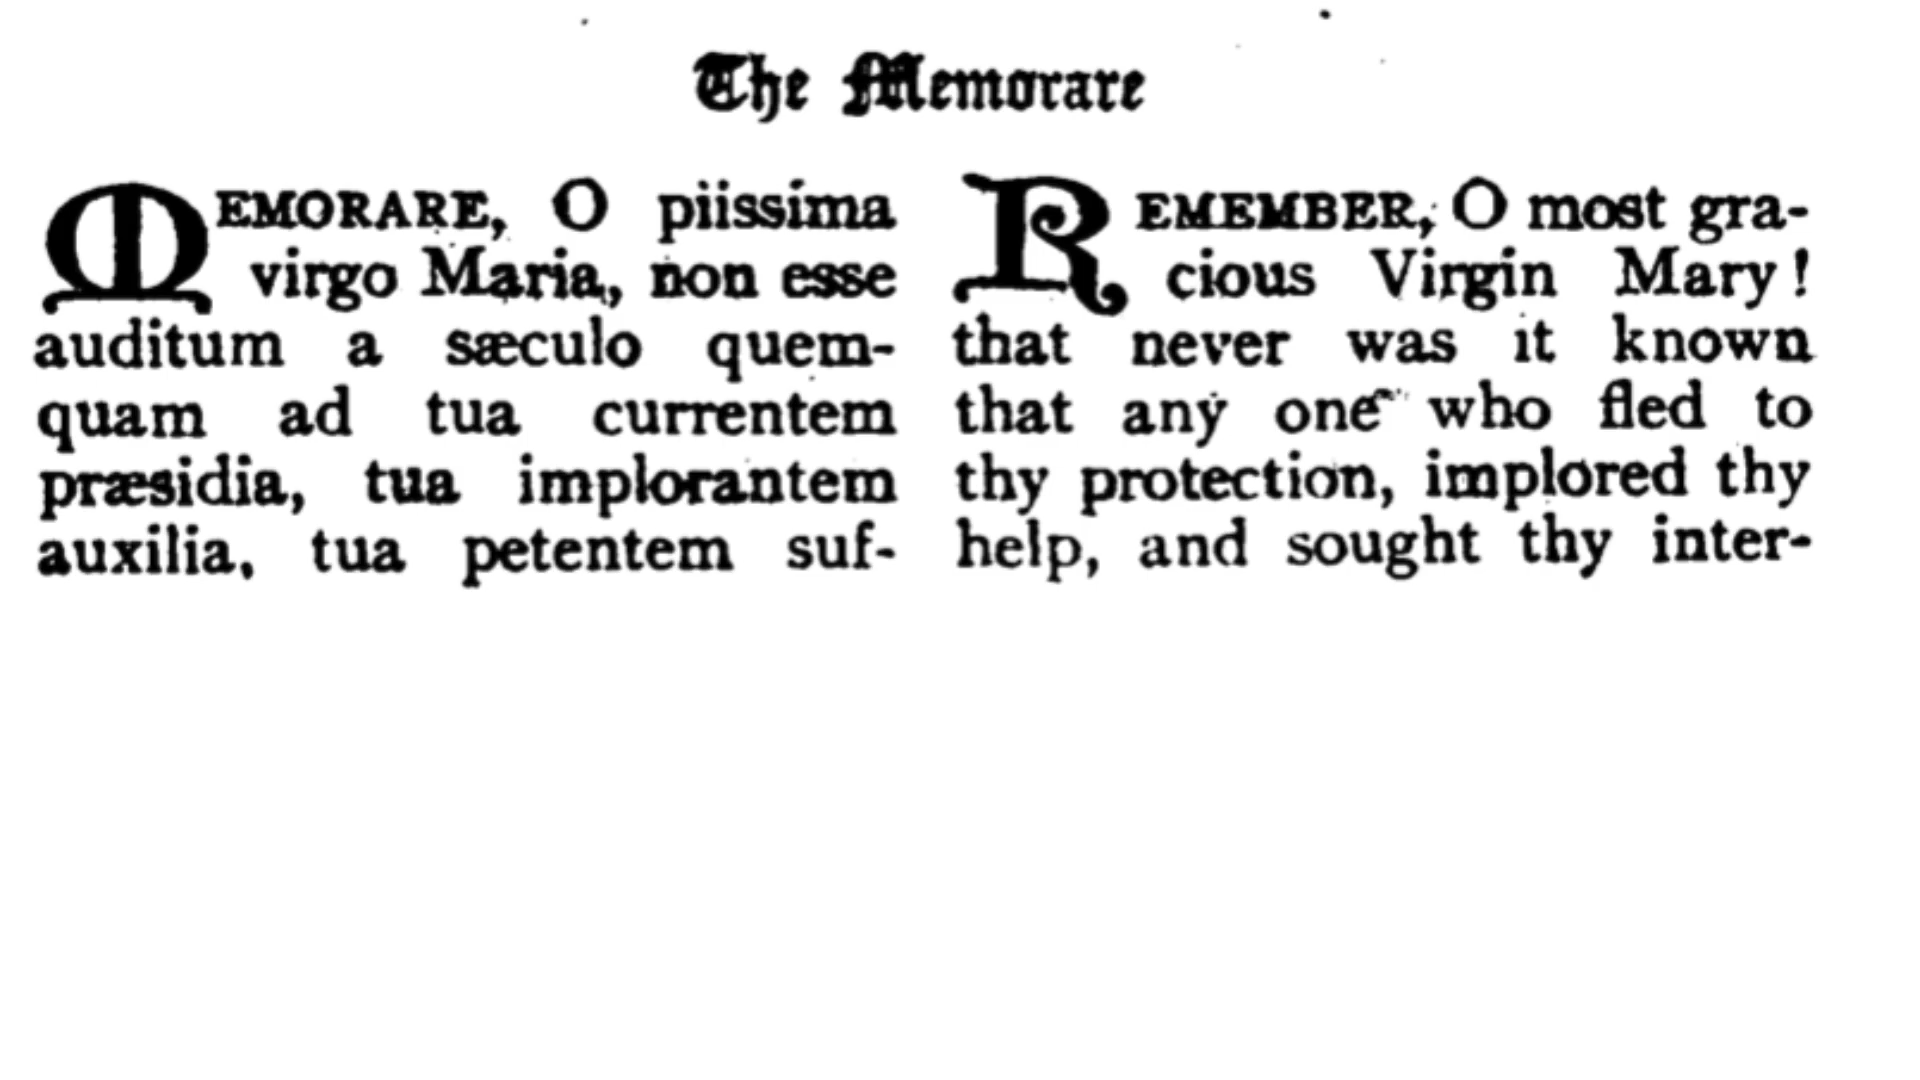 The Memorare
MEMORARE, O piissima
virgo Maria, non esse
auditum a sæculo quem-
quam ad tua currentem
præsidia, tua implorantem
auxilia, tua petentem suf-
REMEMBER, O most gra-
cious Virgin Mary!
that never was it known
that any one who fled to
thy protection, implored thy
help, and sought thy inter-